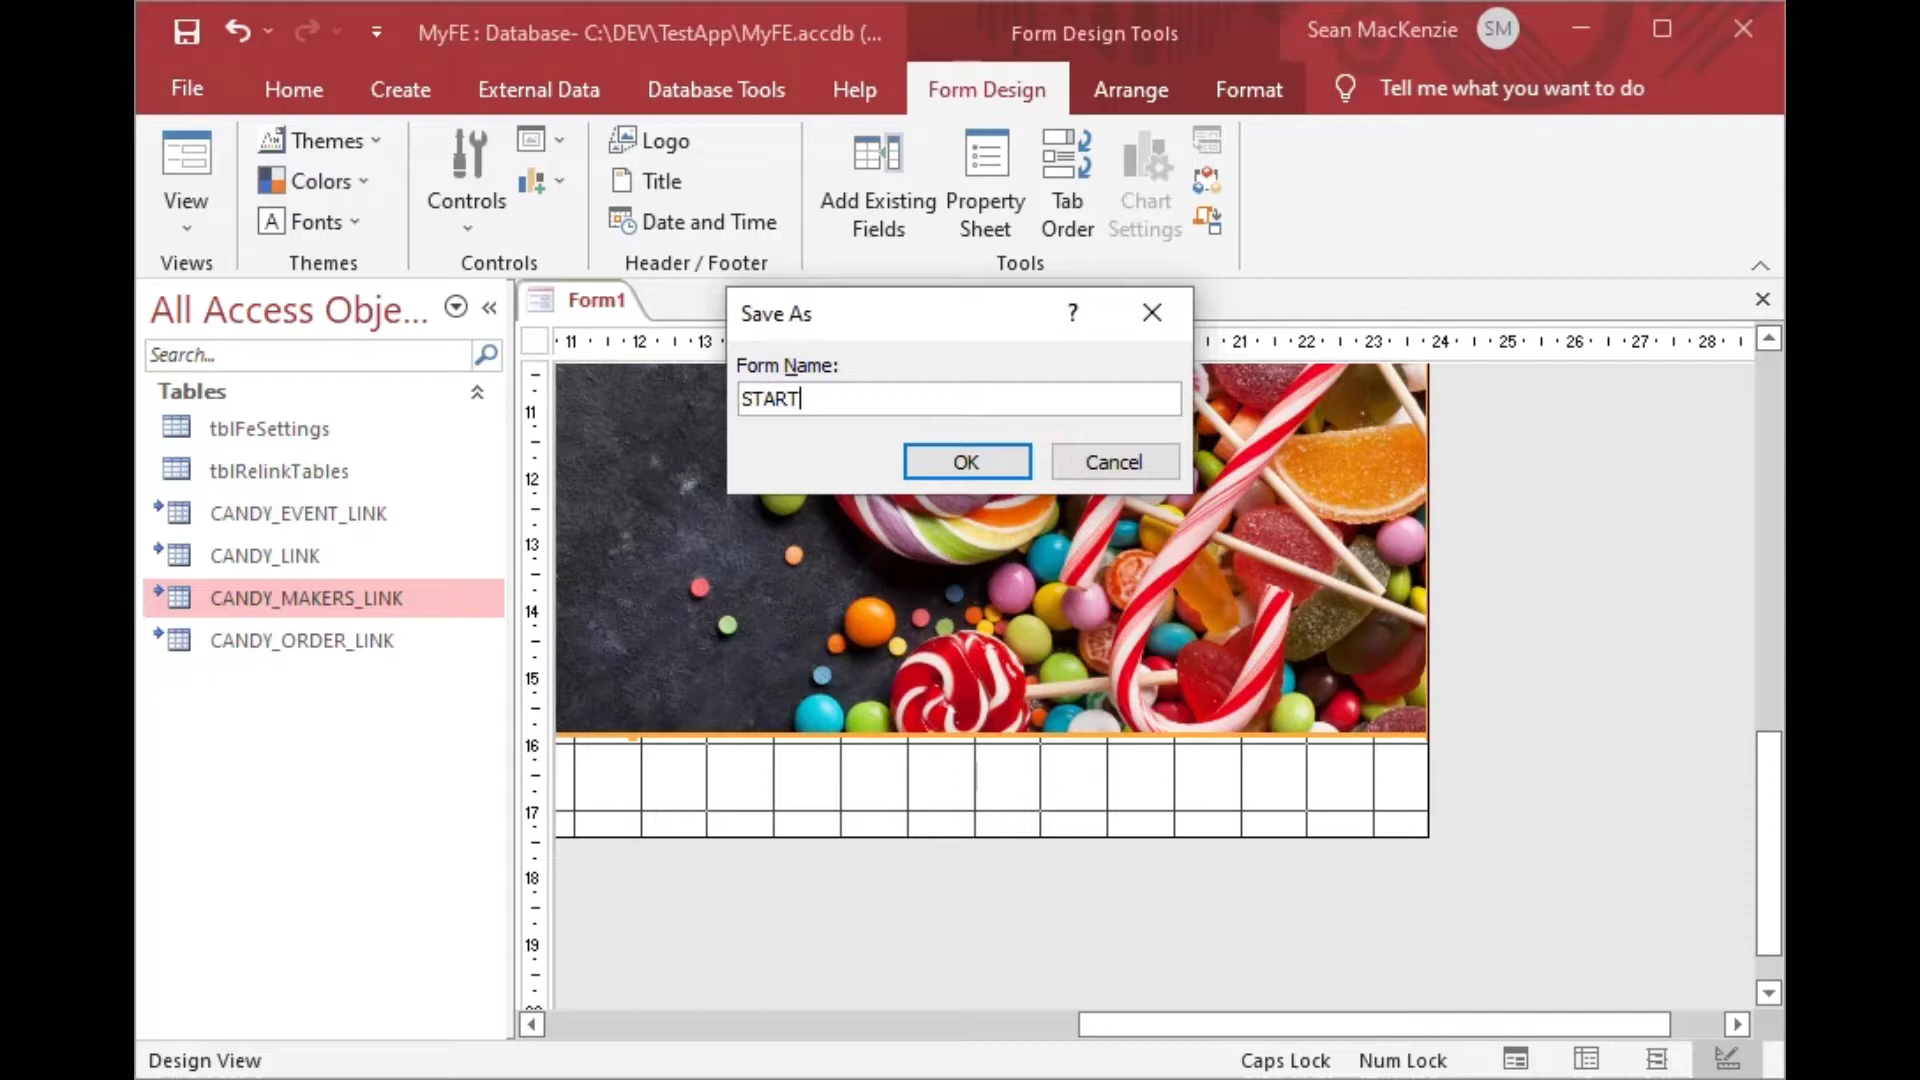 MyFE : Database- C:\DEV\TestApp\MyFE.accdb (...
Form Design Tools
Sean MacKenzie
SM
File
Home
Create
External Data
Database Tools
Help
Form Design
Arrange
Format
Tell me what you want to do
View
Views
Themes
Colors
A Fonts
Themes
Controls
Controls
Logo
Title
Date and Time
Header / Footer
Add Existing Fields
Property Sheet
Tab Order
Chart Settings
Tools
All Access Obje...
Search...
Tables
tblFeSettings
tblRelinkTables
CANDY_EVENT_LINK
CANDY_LINK
CANDY_MAKERS_LINK
CANDY_ORDER_LINK
Form1
11 12 13 21 22 23 24 25 26 27 28
Save As
?
Form Name:
START
OK
Cancel
11
12
13
14
15
16
17
18
19
Design View
Caps Lock
Num Lock